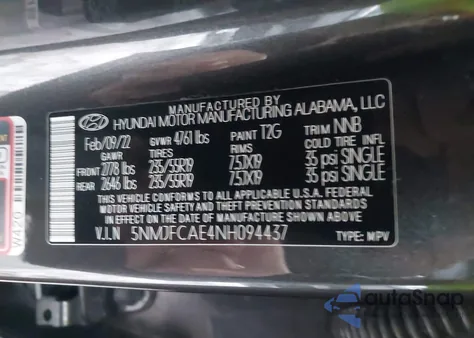 MANUFACTURED BY
HYUNDAI MOTOR MANUFACTURING ALABAMA, LLC
Feb/09/22 GVWR 4761 lbs PAINT T2G TRIM NNB
GAWR TIRES RIMS COLD TIRE INFL
FRONT 2778 lbs 235/55R19 7.5JX19 35 psi SINGLE
REAR 2646 lbs 235/55R19 7.5JX19 35 psi SINGLE
THIS VEHICLE CONFORMS TO ALL APPLICABLE FEDERAL
MOTOR VEHICLE SAFETY AND THEFT PREVENTION STANDARDS
IN EFFECT ON THE DATE OF MANUFACTURE SHOWN ABOVE.
V.I.N 5NMJFCAE4NH094437 TYPE: MPV
W420
autoSnap